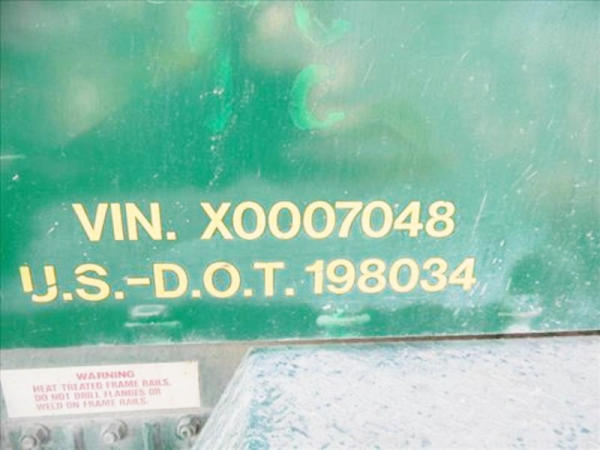 VIN. X0007048
U.S.-D.O.T. 198034
WARNING
HEAT TREATED FRAME RAILS.
DO NOT DRILL FLANGES OR
WELD ON FRAME RAILS.